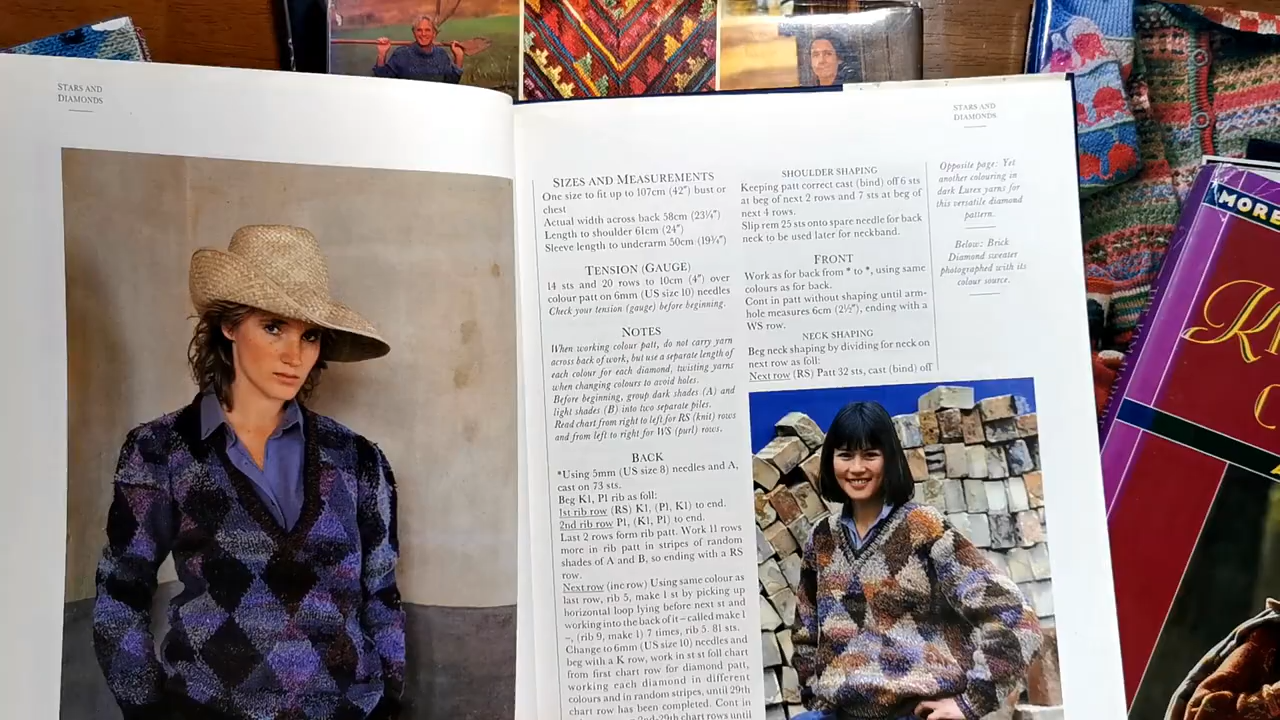 STARS AND
DIAMONDS
SIZES AND MEASUREMENTS
One size to fit up to 107cm (42") bust or
chest
Actual width across back 58cm (23¼")
Length to shoulder 61cm (24")
Sleeve length to underarm 50cm (19¾")
TENSION (GAUGE)
14 sts and 20 rows to 10cm (4") over
colour patt on 6mm (US size 10) needles
Check your tension (gauge) before beginning.
NOTES
When working colour patt, do not carry yarn
across back of work, but use a separate length of
each colour for each diamond, twisting yarns
when changing colours to avoid holes.
Before beginning, group dark shades (A) and
light shades (B) into two separate piles.
Read chart from right to left for RS (knit) rows
and from left to right for WS (purl) rows.
BACK
*Using 5mm (US size 8) needles and A,
cast on 73 sts.
Beg K1, P1 rib as foll:
1st rib row (RS) K1, (P1, K1) to end.
2nd rib row P1, (K1, P1) to end.
Last 2 rows form rib patt. Work 11 rows
more in rib patt in stripes of random
shades of A and B, so ending with a RS
row.
Next row (inc row) Using same colour as
last row, rib 5, make 1 st by picking up
horizontal loop lying before next st and
working into the back of it – called make 1
–, (rib 9, make 1) 7 times, rib 5. 81 sts.
Change to 6mm (US size 10) needles and
beg with a K row, work in st st foll chart
from first chart row for diamond patt,
working each diamond in different
colours and in random stripes, until 29th
chart row has been completed. Cont in
2nd-29th chart rows until
SHOULDER SHAPING
Keeping patt correct cast (bind) off 6 sts
at beg of next 2 rows and 7 sts at beg of
next 4 rows.
Slip rem 25 sts onto spare needle for back
neck to be used later for neckband.
FRONT
Work as for back from * to *, using same
colours as for back.
Cont in patt without shaping until arm-
hole measures 6cm (2½"), ending with a
WS row.
NECK SHAPING
Beg neck shaping by dividing for neck on
next row as foll:
Next row (RS) Patt 32 sts, cast (bind) off
STARS AND
DIAMONDS
Opposite page: Yet
another colouring in
dark Lurex yarns for
this versatile diamond
pattern.
Below: Brick
Diamond sweater
photographed with its
colour source.
MORE